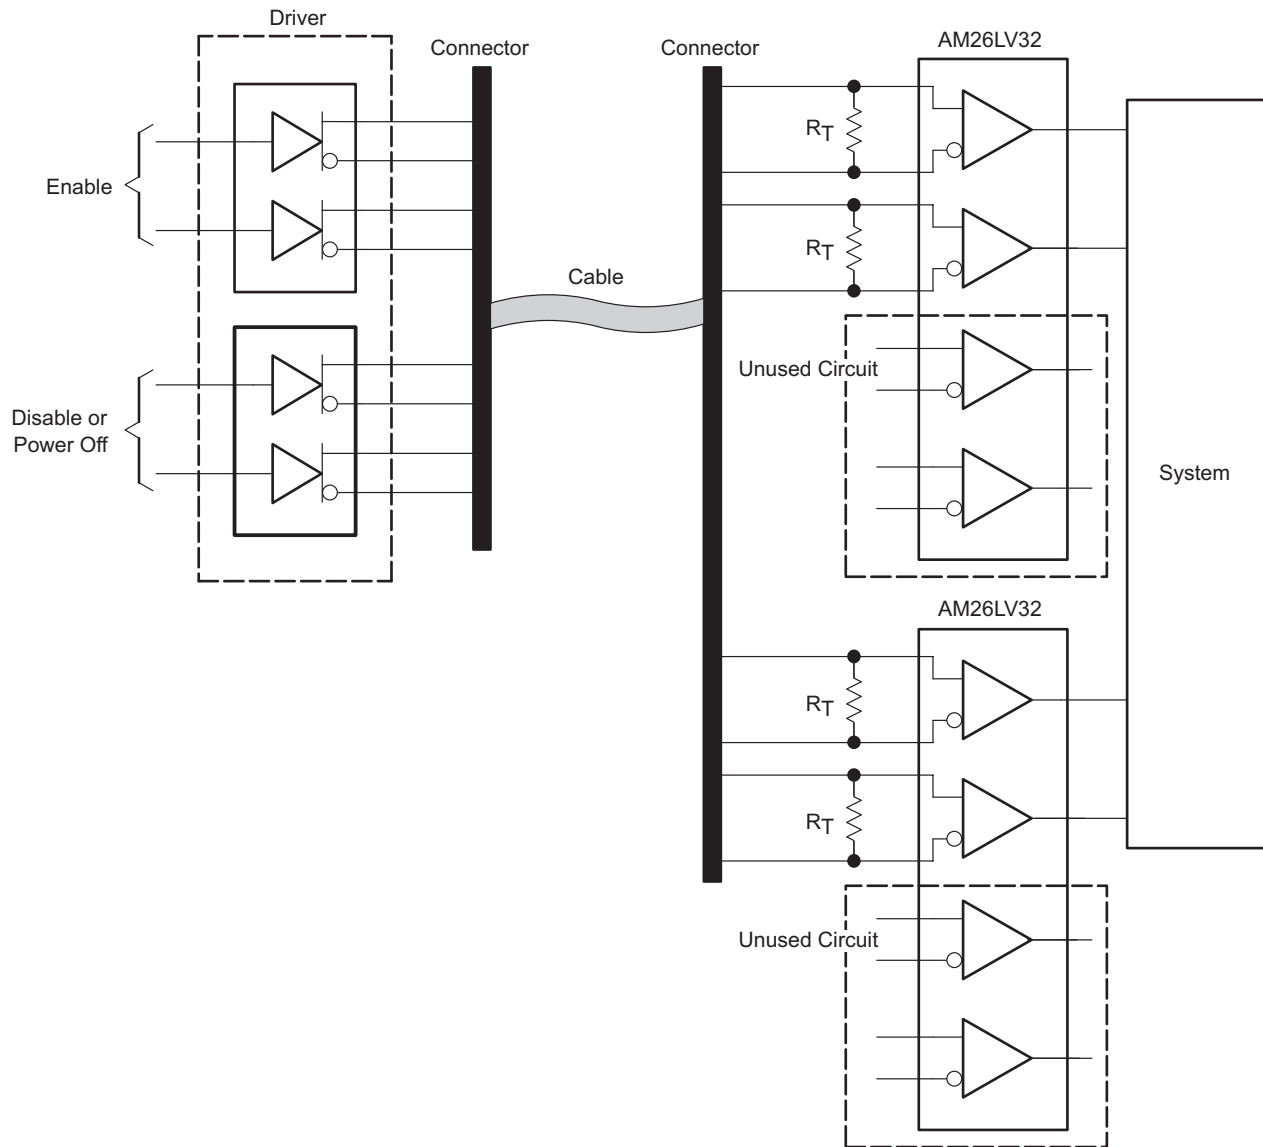 Driver
Connector
Connector
AM26LV32
RT
Enable
RT
Cable
Unused Circuit
Disable or
Power Off
System
AM26LV32
RT
RT
Unused Circuit